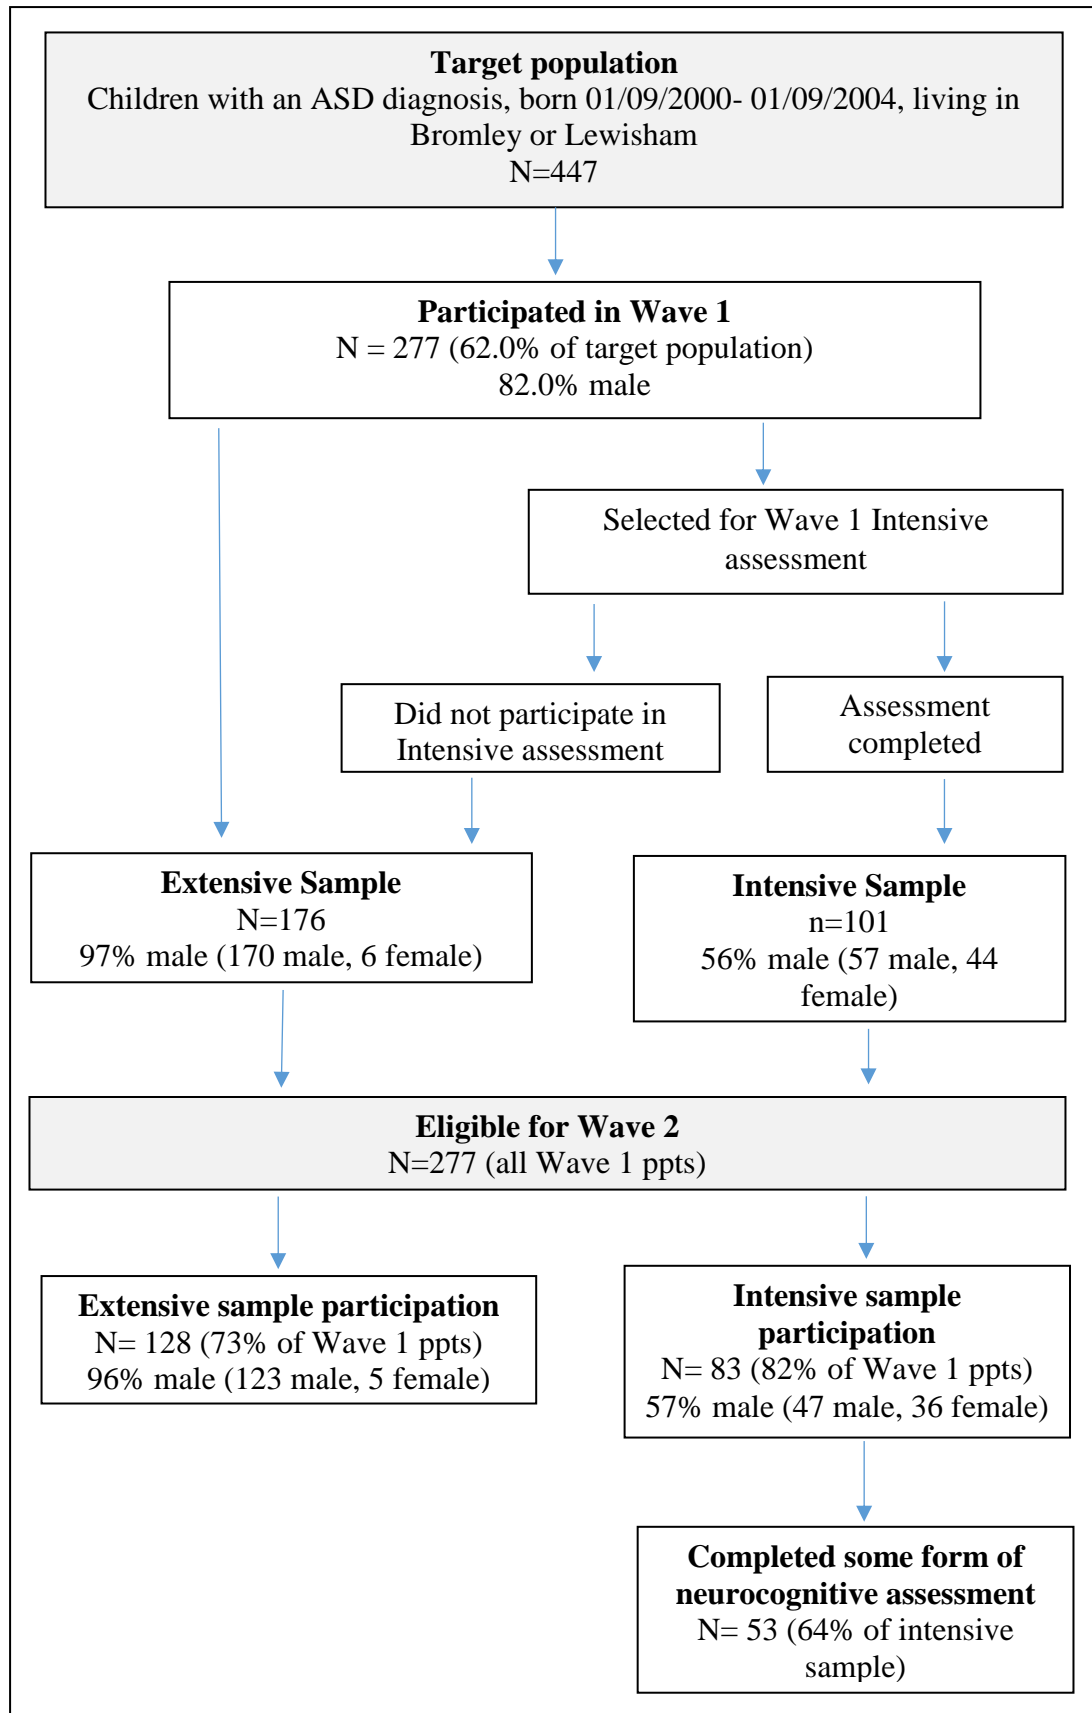 Target population
Children with an ASD diagnosis, born 01/09/2000- 01/09/2004, living in
Bromley or Lewisham
N=447
Participated in Wave 1
N = 277 (62.0% of target population)
82.0% male
Selected for Wave 1 Intensive
assessment
Did not participate in
Intensive assessment
Assessment
completed
Extensive Sample
N=176
97% male (170 male, 6 female)
Intensive Sample
n=101
56% male (57 male, 44
female)
Eligible for Wave 2
N=277 (all Wave 1 ppts)
Extensive sample participation
N= 128 (73% of Wave 1 ppts)
96% male (123 male, 5 female)
Intensive sample
participation
N= 83 (82% of Wave 1 ppts)
57% male (47 male, 36 female)
Completed some form of
neurocognitive assessment
N= 53 (64% of intensive
sample)